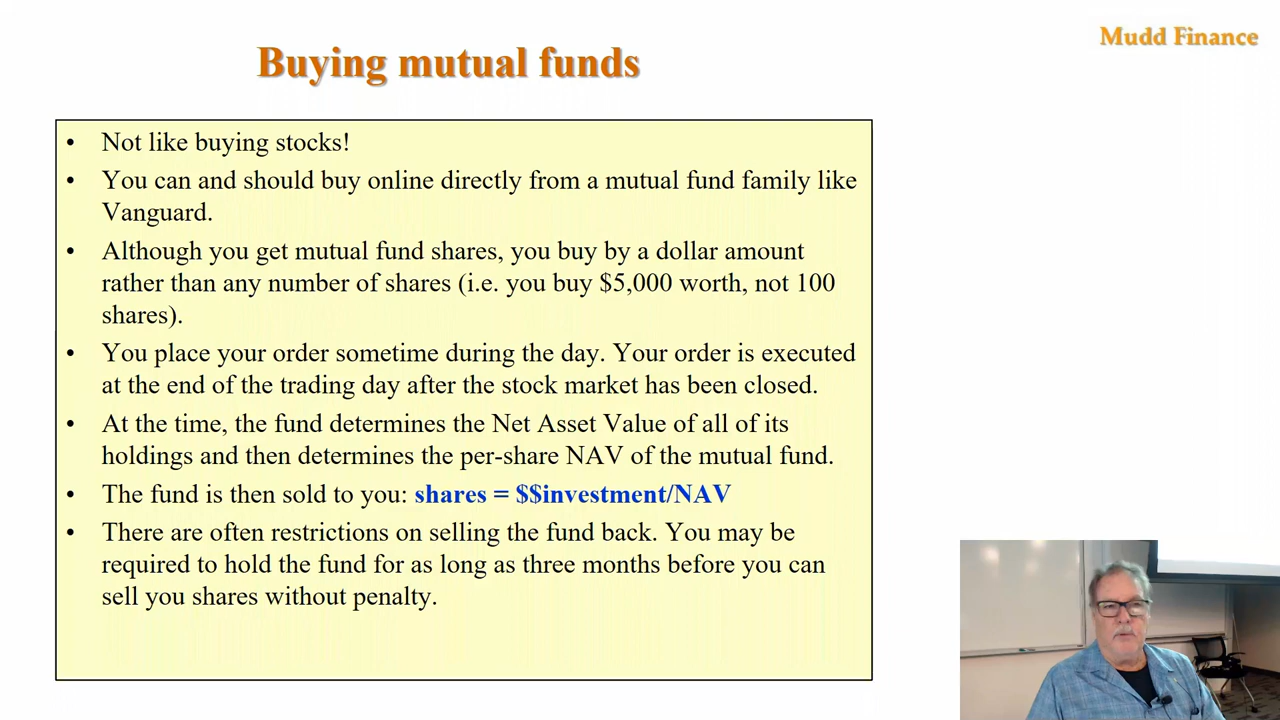 Buying mutual funds
Mudd Finance
• Not like buying stocks!
• You can and should buy online directly from a mutual fund family like
Vanguard.
• Although you get mutual fund shares, you buy by a dollar amount
rather than any number of shares (i.e. you buy $5,000 worth, not 100
shares).
• You place your order sometime during the day. Your order is executed
at the end of the trading day after the stock market has been closed.
• At the time, the fund determines the Net Asset Value of all of its
holdings and then determines the per-share NAV of the mutual fund.
• The fund is then sold to you: shares = $$investment/NAV
• There are often restrictions on selling the fund back. You may be
required to hold the fund for as long as three months before you can
sell you shares without penalty.